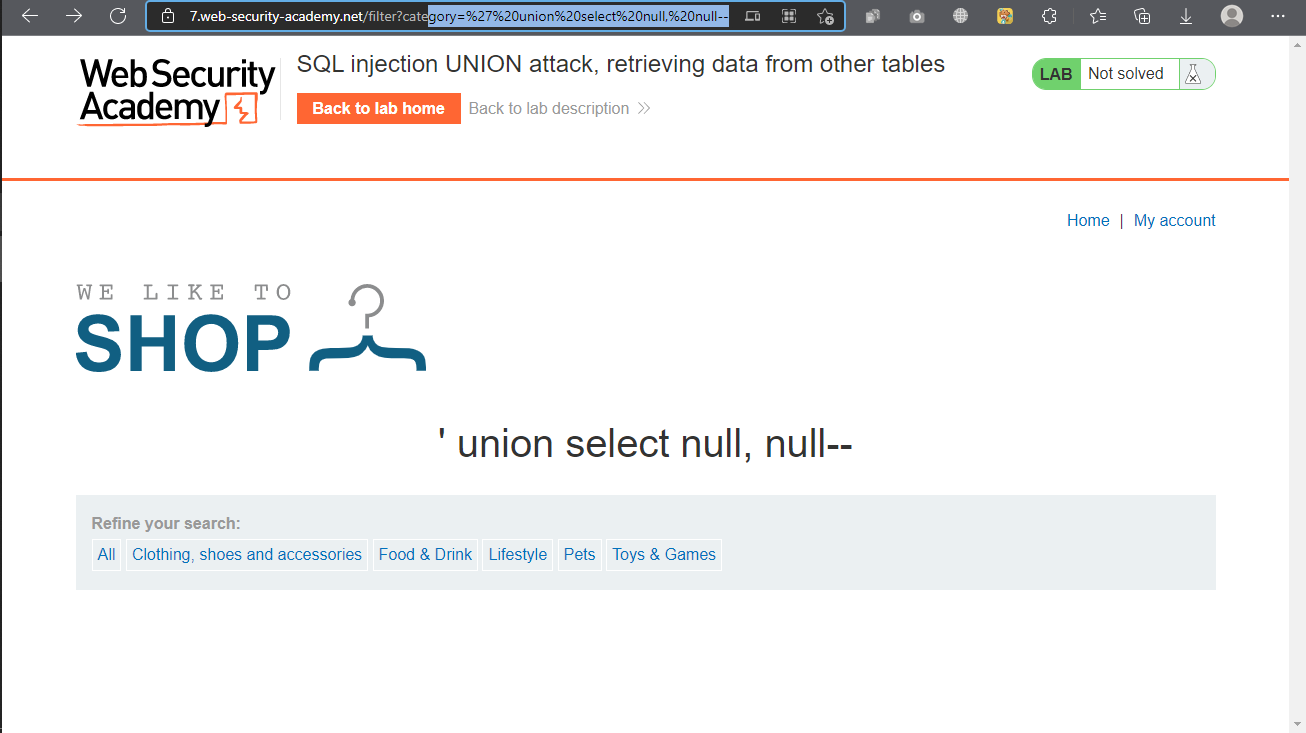 7.web-security-academy.net/filter?category=%27%20union%20select%20null,%20null--
WebSecurity
Academy
SQL injection UNION attack, retrieving data from other tables
LAB Not solved
Back to lab home Back to lab description >>
Home | My account
WE LIKE TO
SHOP
' union select null, null--
Refine your search:
All Clothing, shoes and accessories Food & Drink Lifestyle Pets Toys & Games